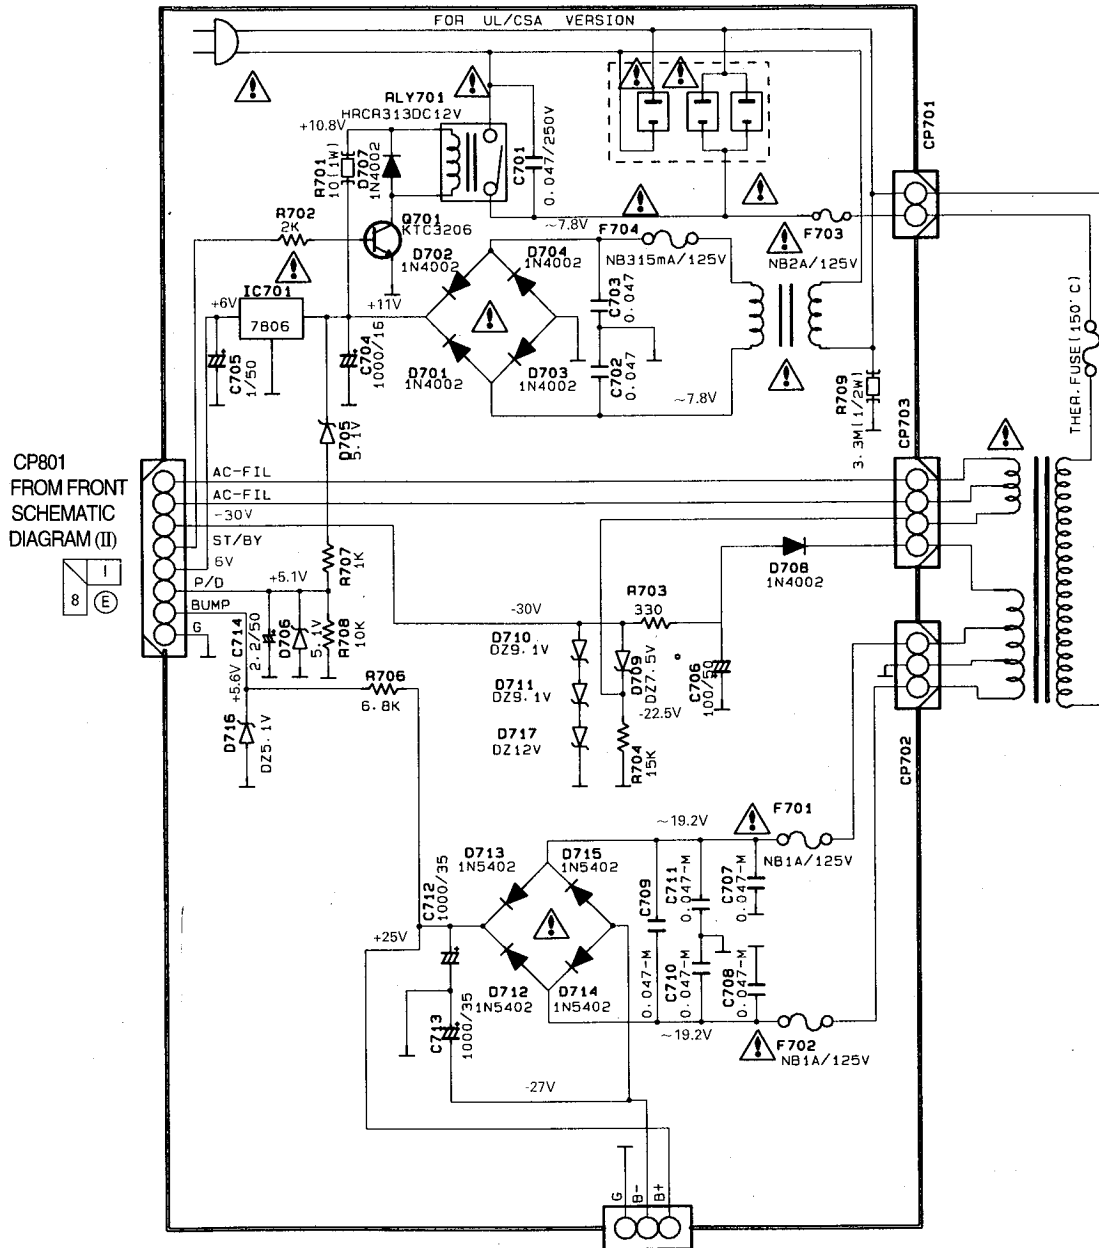 FOR UL/CSA VERSION
RLY701
HRCR313DC12V
+10.8V
R701
10(1W)
D707
1N4002
C701
0.047/250V
CP701
R702
2K
Q701
KTC3206
~7.8V
F704
NB315mA/125V
F703
NB2A/125V
D702
1N4002
D704
1N4002
IC701
7806
+6V
+11V
C705
1/50
C704
1000/16
D701
1N4002
D703
1N4002
C703
0.047
C702
0.047
~7.8V
R709
3.3M(1/2W)
THER.FUSE(150°C)
CP703
D705
5.1V
CP801
FROM FRONT
SCHEMATIC
DIAGRAM (II)
8
I
E
AC-FIL
AC-FIL
-30V
ST/BY
6V
P/D
BUMP
G
R707
1K
+5.1V
C714
2.2/50
D706
5.1V
R708
10K
D708
1N4002
-30V
R703
330
D710
DZ9.1V
D709
DZ7.5V
D711
DZ9.1V
C706
100/50
-22.5V
D717
DZ12V
R704
15K
+5.6V
R706
6.8K
D716
DZ5.1V
CP702
~19.2V
F701
NB1A/125V
D713
1N5402
D715
1N5402
C712
1000/35
C709
0.047-M
C711
0.047-M
C707
0.047-M
+25V
D712
1N5402
D714
1N5402
C710
0.047-M
C708
0.047-M
C713
1000/35
~19.2V
F702
NB1A/125V
-27V
G
B-
B+